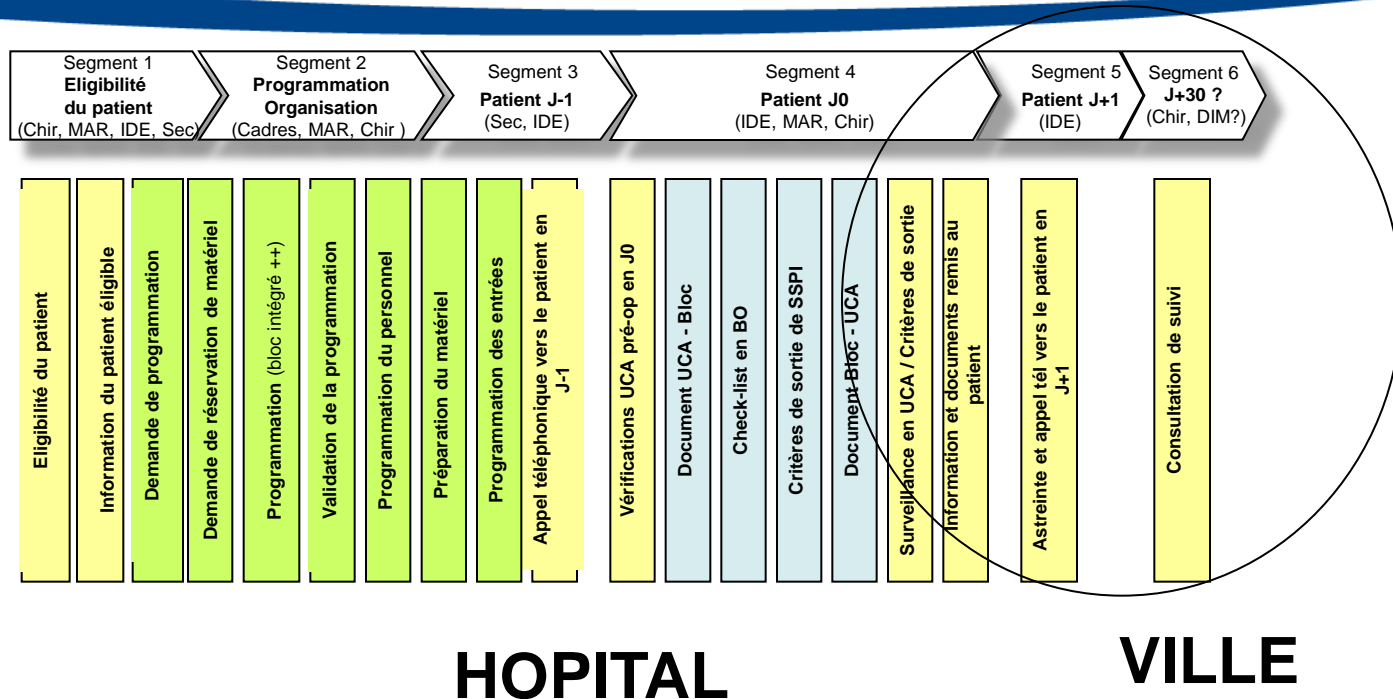 Segment 1
Eligibilité
du patient
(Chir, MAR, IDE, Sec)
Segment 2
Programmation
Organisation
(Cadres, MAR, Chir )
Segment 3
Patient J-1
(Sec, IDE)
Segment 4
Patient J0
(IDE, MAR, Chir)
Segment 5
Patient J+1
(IDE)
Segment 6
J+30 ?
(Chir, DIM?)
Eligibilité du patient
Information du patient éligible
Demande de programmation
Demande de réservation de matériel
Programmation (bloc intégré ++)
Validation de la programmation
Programmation du personnel
Préparation du matériel
Programmation des entrées
Appel téléphonique vers le patient en
J-1
Vérifications UCA pré-op en J0
Document UCA - Bloc
Check-list en BO
Critères de sortie de SSPI
Document Bloc - UCA
Surveillance en UCA / Critères de sortie
Information et documents remis au
patient
Astreinte et appel tél vers le patient en
J+1
Consultation de suivi
HOPITAL
VILLE